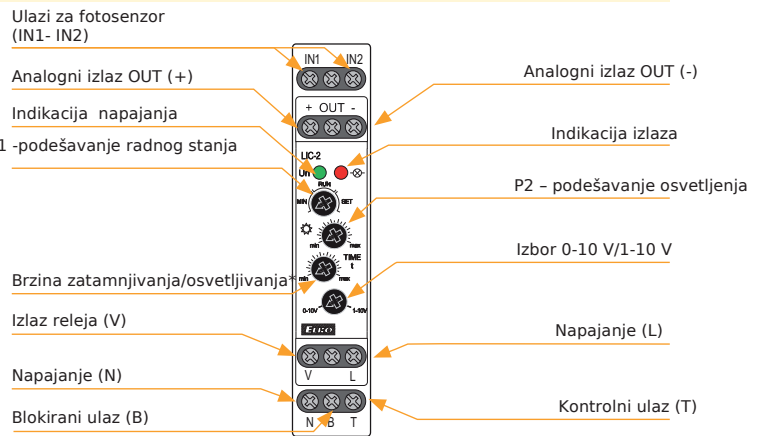 Ulazi za fotosenzor
(IN1- IN2)
Analogni izlaz OUT (+)
Indikacija napajanja
1 -podešavanje radnog stanja
Brzina zatamnjivanja/osvetljivanja*
Izlaz releja (V)
Napajanje (N)
Blokirani ulaz (B)
IN1 IN2
+ OUT -
LIC-2
Un
RUN
MIN SET
min max
TIME
t
min max
0-10V 1-10V
ELKO
V L
N B T
Analogni izlaz OUT (-)
Indikacija izlaza
P2 – podešavanje osvetljenja
Izbor 0-10 V/1-10 V
Napajanje (L)
Kontrolni ulaz (T)